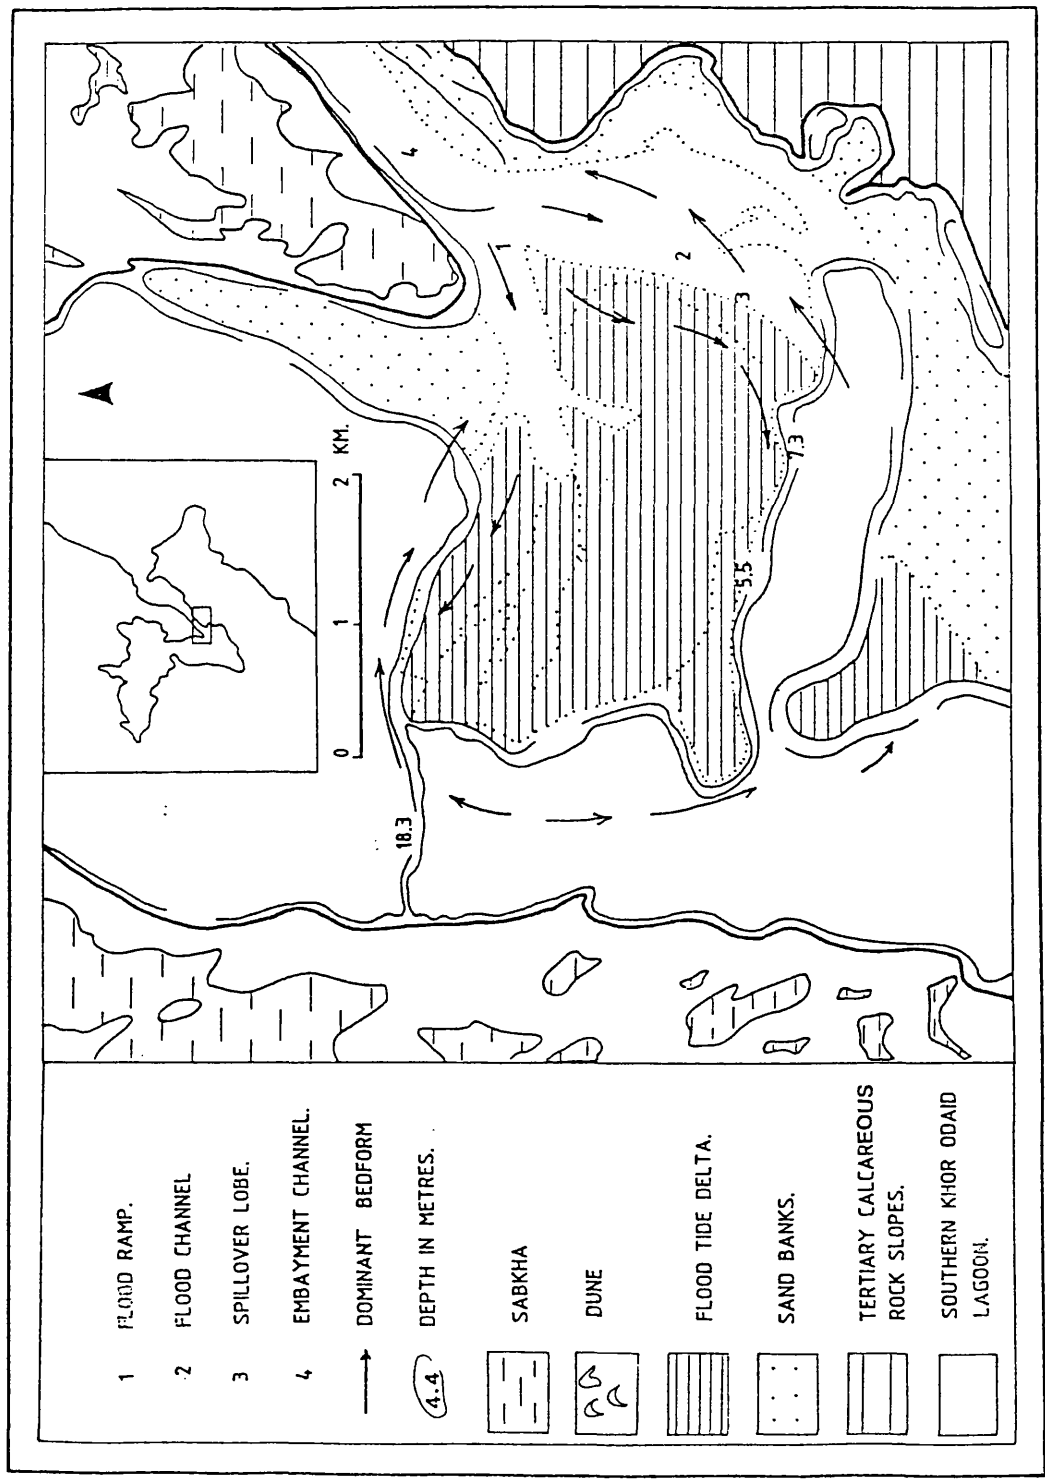 4
1
2
3
7.3
5.5
18.3
0 1 2 KM.
1 FLOOD RAMP.
2 FLOOD CHANNEL
3 SPILLOVER LOBE.
4 EMBAYMENT CHANNEL.
DOMINANT BEDFORM
4.4 DEPTH IN METRES.
SABKHA
DUNE
FLOOD TIDE DELTA.
SAND BANKS.
TERTIARY CALCAREOUS
ROCK SLOPES.
SOUTHERN KHOR ODAID
LAGOON.